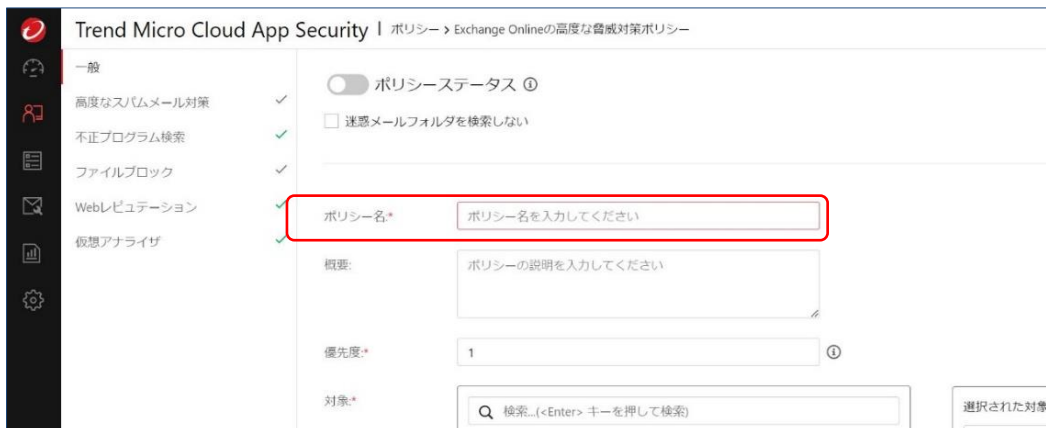 Trend Micro Cloud App Security | ポリシー > Exchange Onlineの高度な脅威対策ポリシー
一般
高度なスパムメール対策
不正プログラム検索
ファイルブロック
Webレピュテーション
仮想アナライザ
ポリシーステータス
迷惑メールフォルダを検索しない
ポリシー名:*
ポリシー名を入力してください
概要:
ポリシーの説明を入力してください
優先度:*
1
対象:*
検索...(<Enter> キーを押して検索)
選択された対象